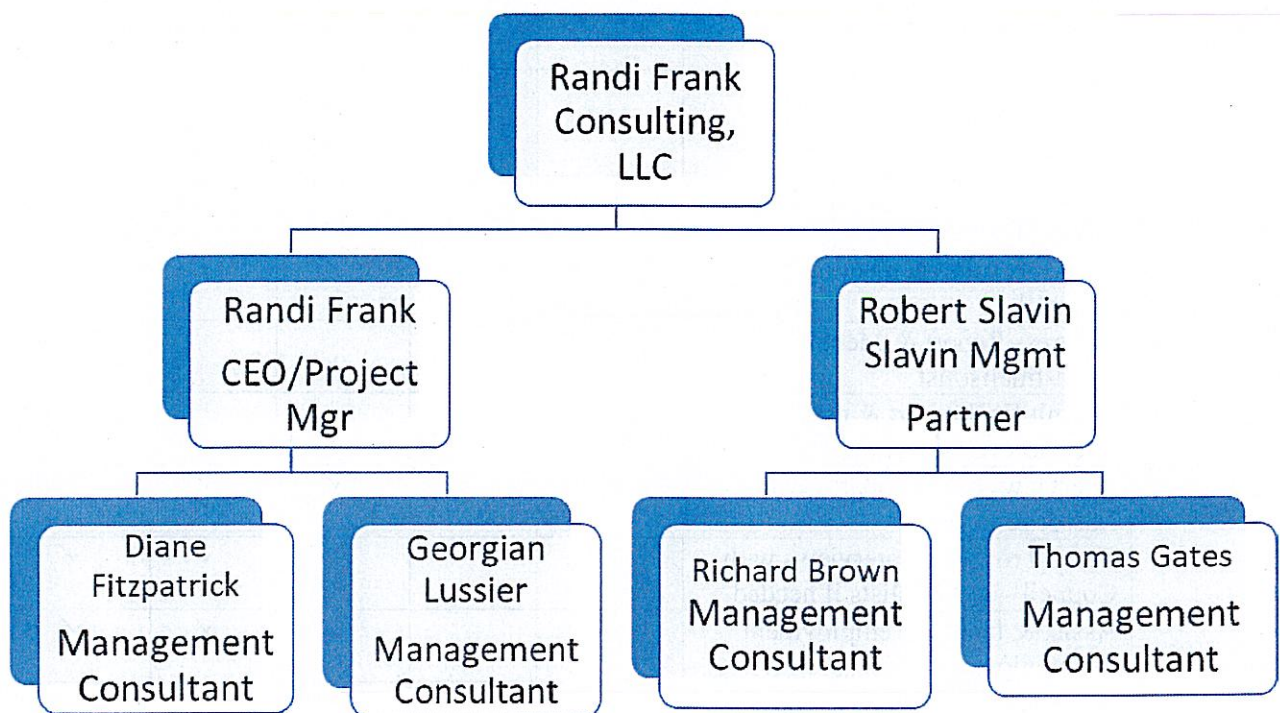 Randi Frank
Consulting,
LLC
Randi Frank
CEO/Project
Mgr
Robert Slavin
Slavin Mgmt
Partner
Diane
Fitzpatrick
Management
Consultant
Georgian
Lussier
Management
Consultant
Richard Brown
Management
Consultant
Thomas Gates
Management
Consultant